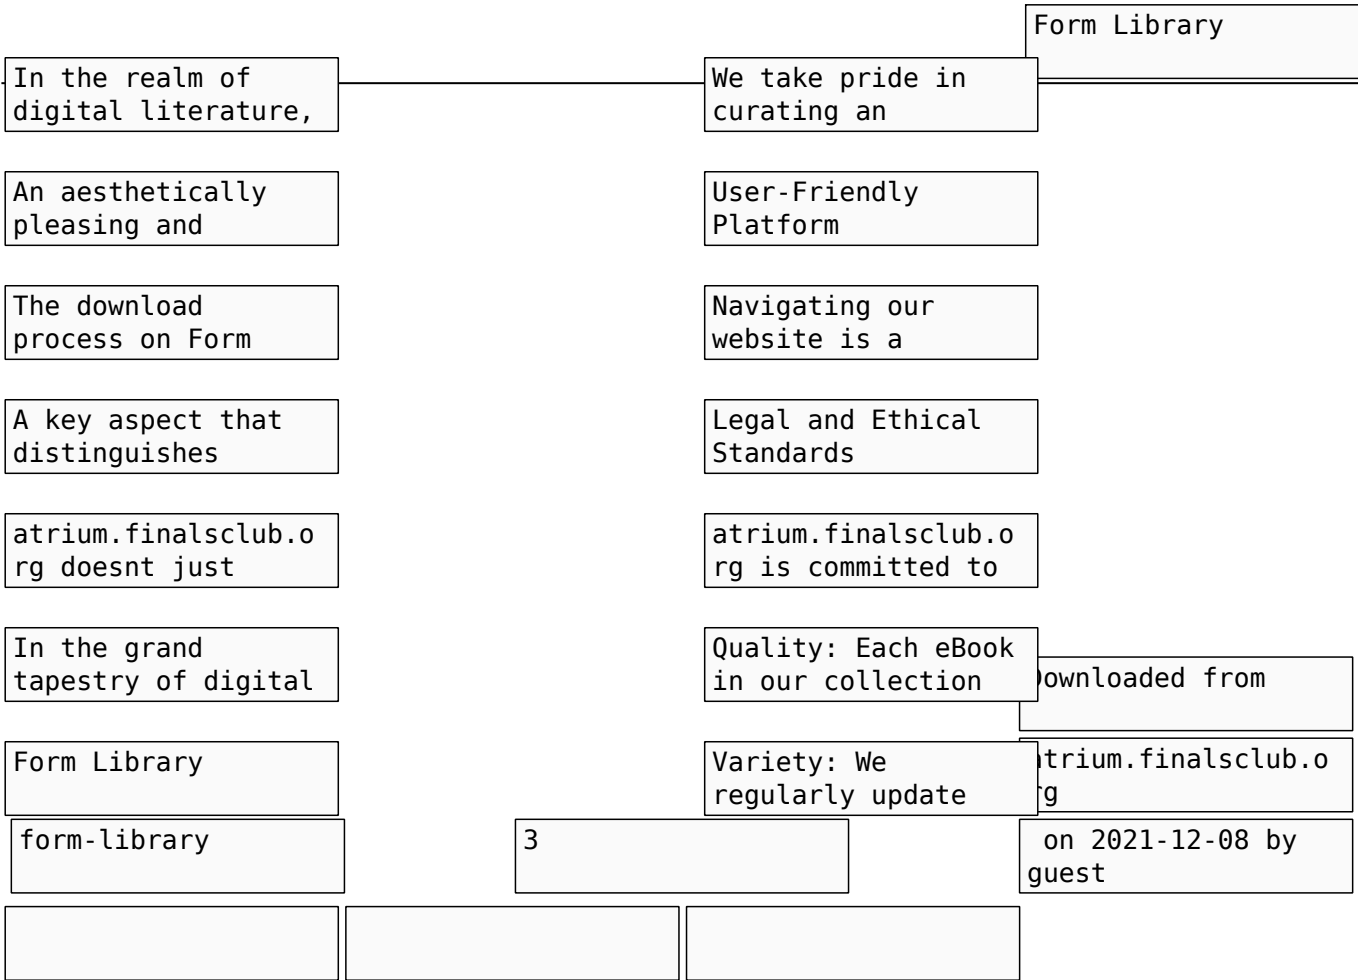 Form Library
In the realm of
digital literature,
An aesthetically
pleasing and
The download
process on Form
A key aspect that
distinguishes
atrium.finalsclub.o
rg doesnt just
In the grand
tapestry of digital
Form Library
We take pride in
curating an
User-Friendly
Platform
Navigating our
website is a
Legal and Ethical
Standards
atrium.finalsclub.o
rg is committed to
Quality: Each eBook
in our collection
Variety: We
regularly update
form-library
3
Downloaded from
atrium.finalsclub.o
rg
on 2021-12-08 by
guest